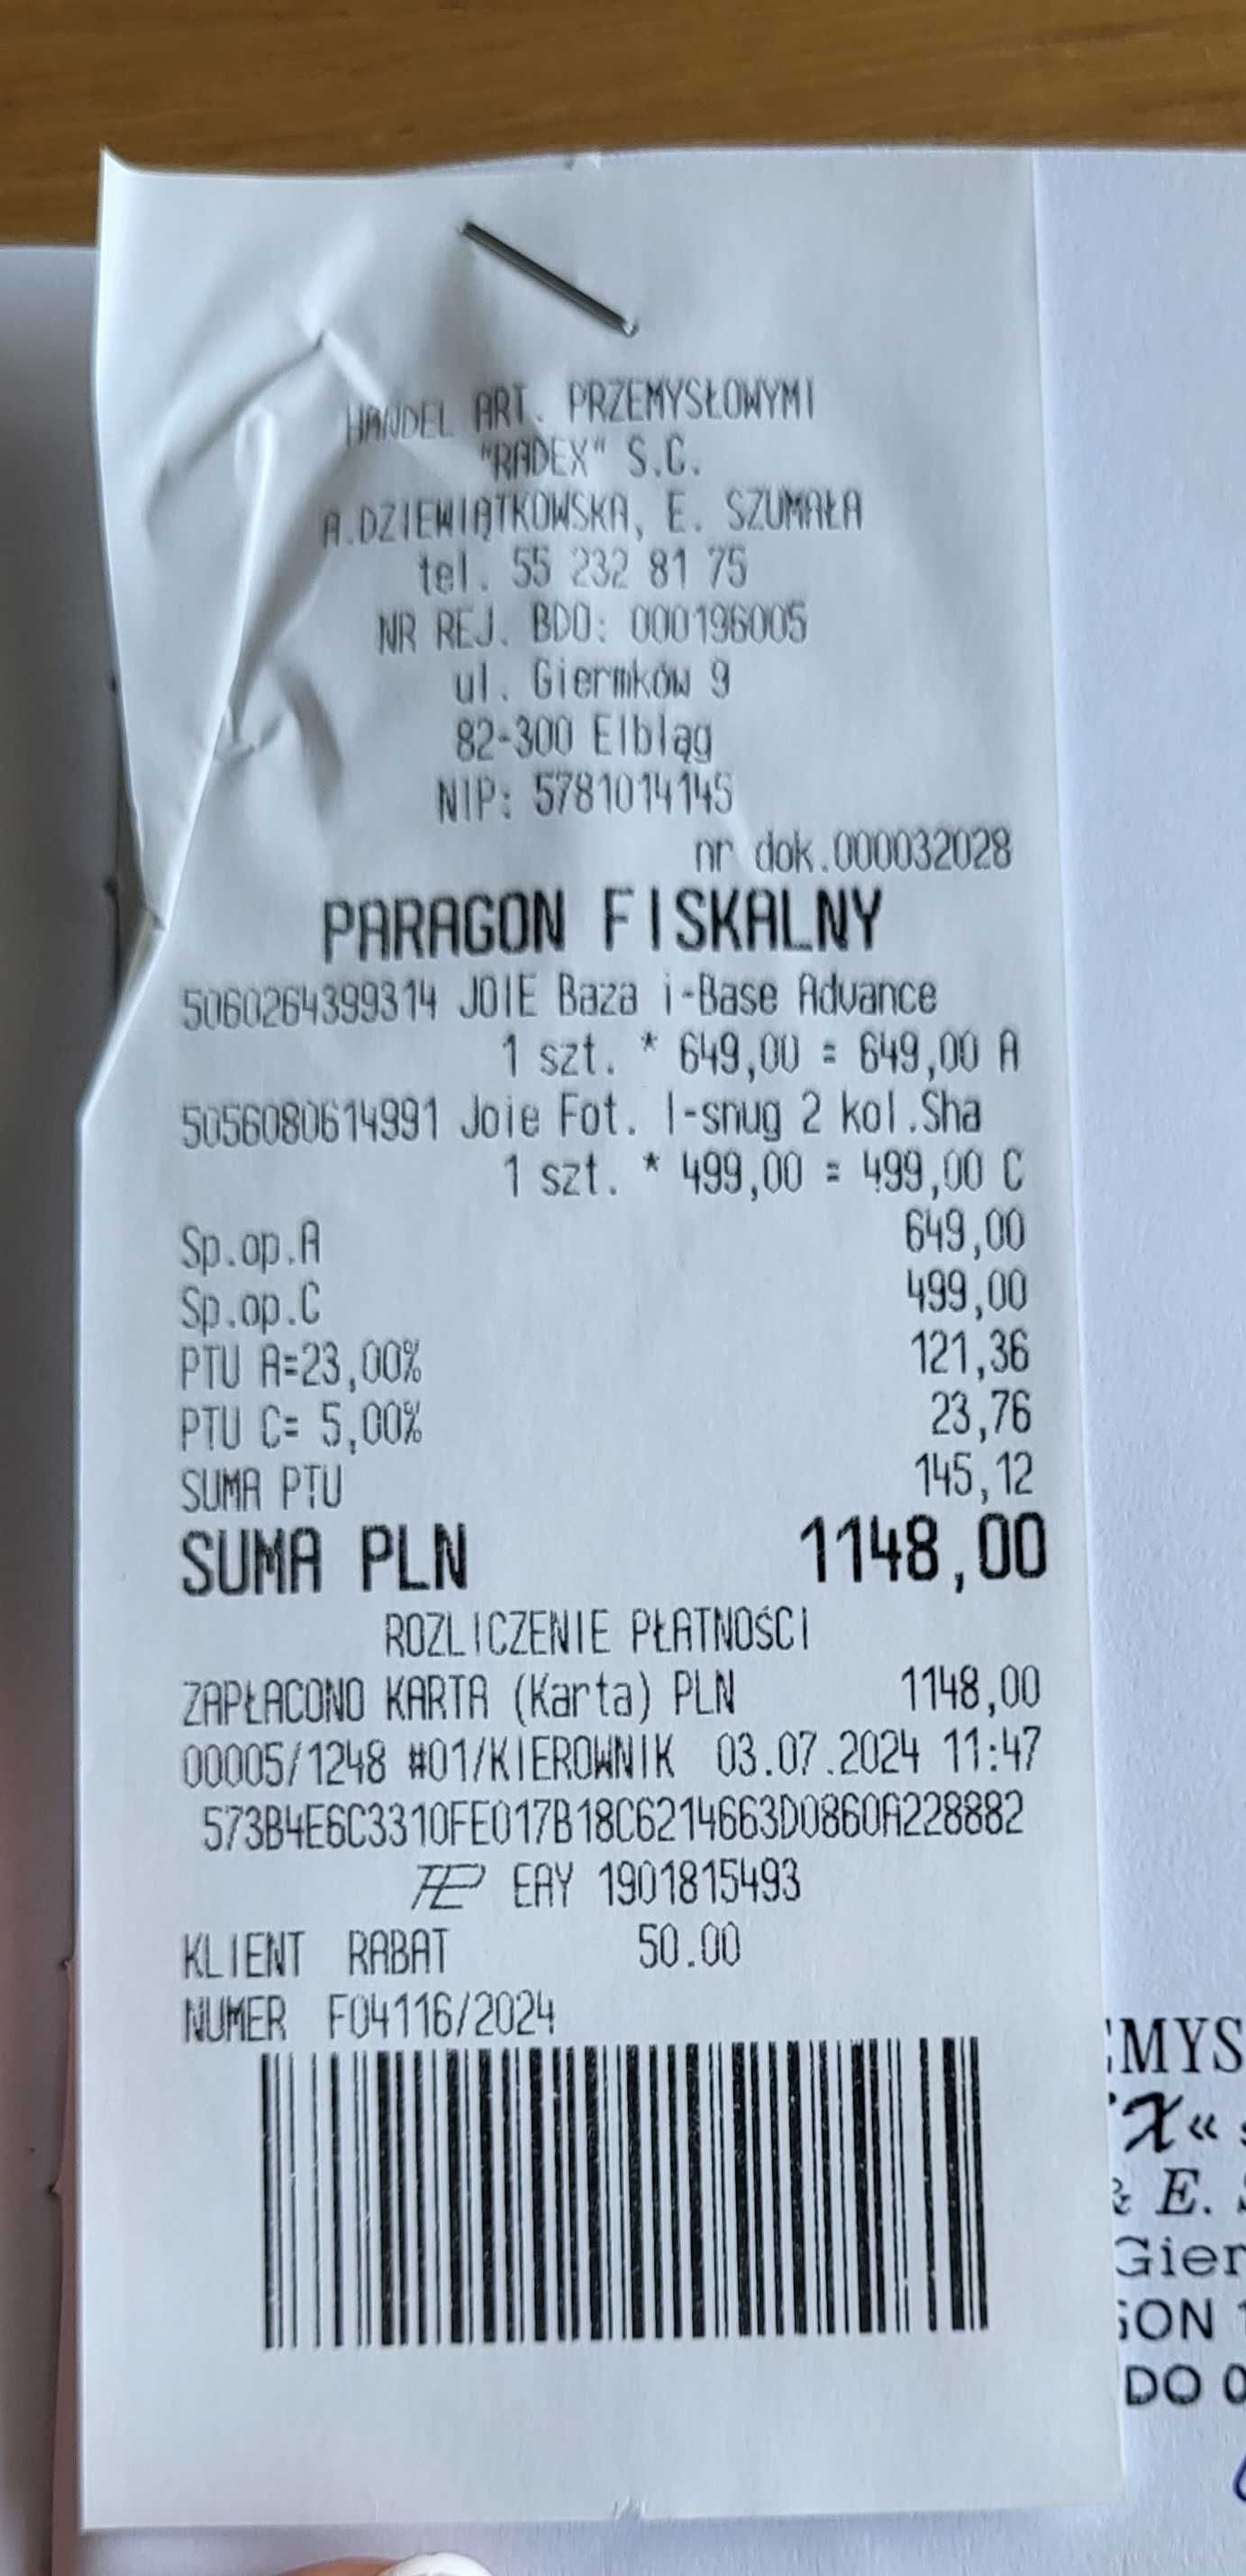 HANDEL ART. PRZEMYSŁOWYMI
"RADEX" S.C.
A.DZIEWIĄTKOWSKA, E. SZUMAŁA
tel. 55 232 81 75
NR REJ. BDO: 000196005
ul. Giermków 9
82-300 Elbląg
NIP: 5781014145
nr dok.000032028
PARAGON FISKALNY
5060264399314 JOIE Baza i-Base Advance
1 szt. * 649,00 = 649,00 A
5056080614991 Joie Fot. I-snug 2 kol.Sha
1 szt. * 499,00 = 499,00 C
Sp.op.A 649,00
Sp.op.C 499,00
PTU A=23,00% 121,36
PTU C= 5,00% 23,76
SUMA PTU 145,12
SUMA PLN 1148,00
ROZLICZENIE PŁATNOŚCI
ZAPŁACONO KARTA (Karta) PLN 1148,00
00005/1248 #01/KIEROWNIK 03.07.2024 11:47
573B4E6C3310FE017B18C6214663D0860A228882
EAY 1901815493
KLIENT RABAT 50.00
NUMER F04116/2024
& E.
DO 0